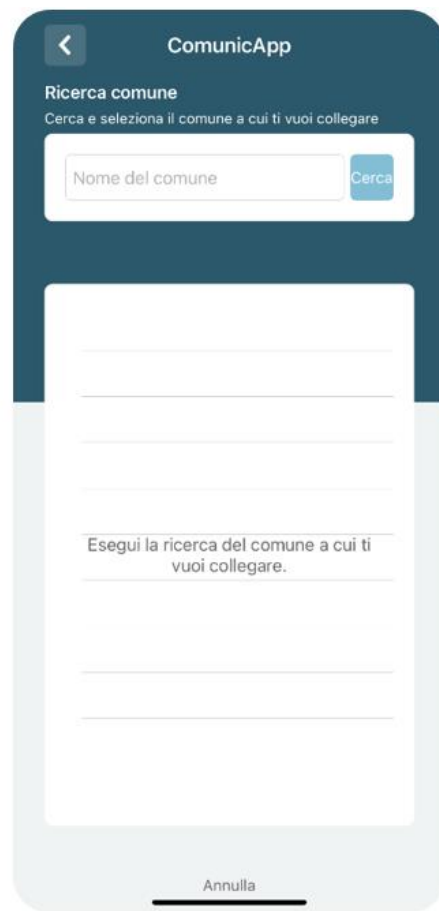 ComunicApp
Ricerca comune
Cerca e seleziona il comune a cui ti vuoi collegare
Nome del comune
Cerca
Esegui la ricerca del comune a cui ti
vuoi collegare.
Annulla